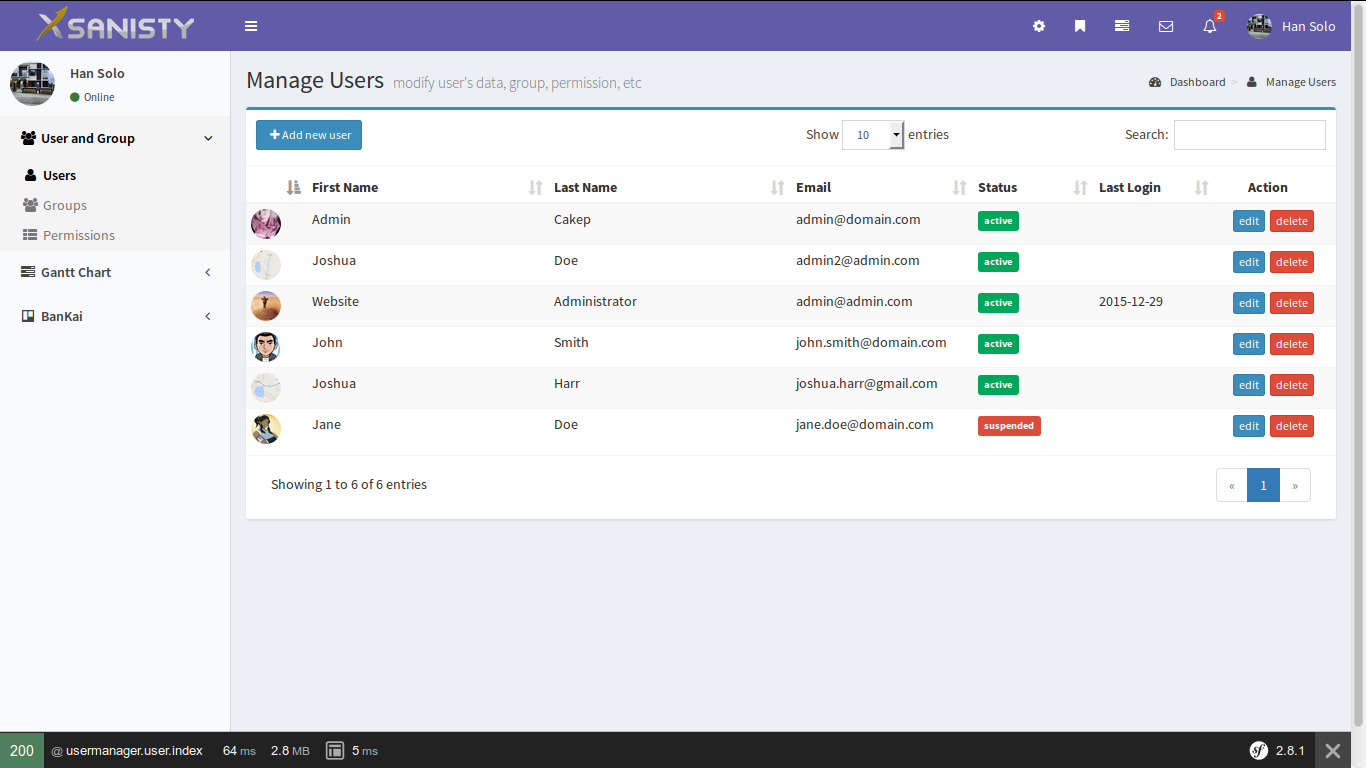 XSANISTY
2
Han Solo
Han Solo
Online
User and Group
Users
Groups
Permissions
Gantt Chart
BanKai
Manage Users modify user's data, group, permission, etc
Dashboard > Manage Users
Add new user
Show 10 entries
Search:
First Name Last Name Email Status Last Login Action
Admin Cakep admin@domain.com active edit delete
Joshua Doe admin2@admin.com active edit delete
Website Administrator admin@admin.com active 2015-12-29 edit delete
John Smith john.smith@domain.com active edit delete
Joshua Harr joshua.harr@gmail.com active edit delete
Jane Doe jane.doe@domain.com suspended edit delete
Showing 1 to 6 of 6 entries
« 1 »
200 @ usermanager.user.index 64 ms 2.8 MB 5 ms sf 2.8.1